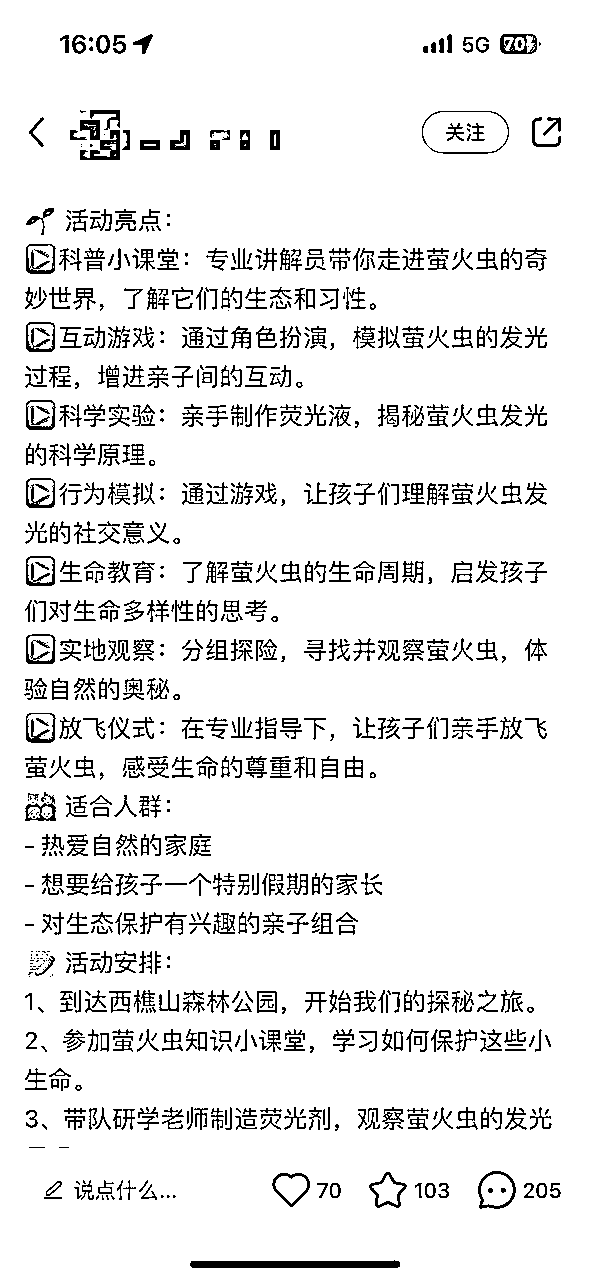 16:05
5G
70
关注
🌱 活动亮点：
▶️科普小课堂：专业讲解员带你走进萤火虫的奇
妙世界，了解它们的生态和习性。
▶️互动游戏：通过角色扮演，模拟萤火虫的发光
过程，增进亲子间的互动。
▶️科学实验：亲手制作荧光液，揭秘萤火虫发光
的科学原理。
▶️行为模拟：通过游戏，让孩子们理解萤火虫发
光的社交意义。
▶️生命教育：了解萤火虫的生命周期，启发孩子
们对生命多样性的思考。
▶️实地观察：分组探险，寻找并观察萤火虫，体
验自然的奥秘。
▶️放飞仪式：在专业指导下，让孩子们亲手放飞
萤火虫，感受生命的尊重和自由。
适合人群：
- 热爱自然的家庭
- 想要给孩子一个特别假期的家长
- 对生态保护有兴趣的亲子组合
活动安排：
1、到达西樵山森林公园，开始我们的探秘之旅。
2、参加萤火虫知识小课堂，学习如何保护这些小
生命。
3、带队研学老师制造荧光剂，观察萤火虫的发光
说点什么...
70
103
205